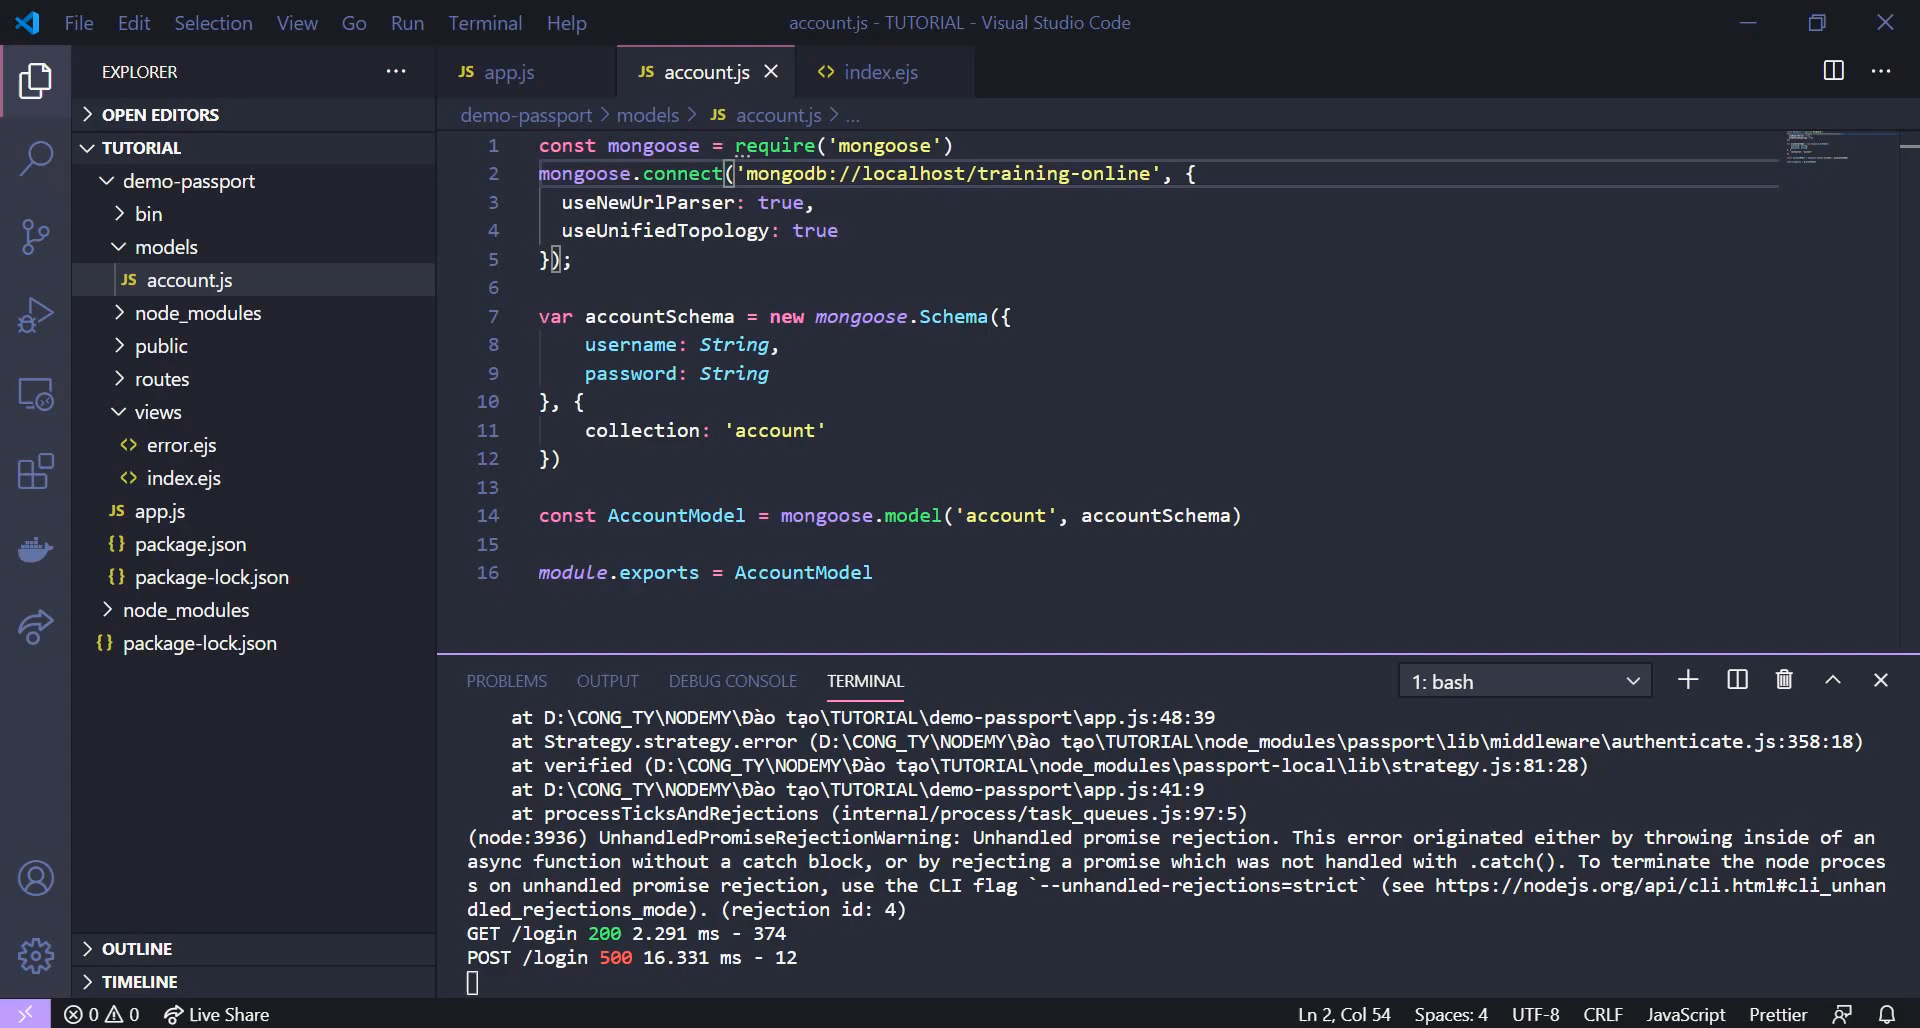 File Edit Selection View Go Run Terminal Help
account.js - TUTORIAL - Visual Studio Code
EXPLORER
OPEN EDITORS
TUTORIAL
demo-passport
bin
models
JS account.js
node_modules
public
routes
views
<> error.ejs
<> index.ejs
JS app.js
{} package.json
{} package-lock.json
node_modules
{} package-lock.json
OUTLINE
TIMELINE
JS app.js
JS account.js
<> index.ejs
demo-passport > models > JS account.js > ...
1 const mongoose = require('mongoose')
2 mongoose.connect('mongodb://localhost/training-online', {
3 useNewUrlParser: true,
4 useUnifiedTopology: true
5 });
6
7 var accountSchema = new mongoose.Schema({
8 username: String,
9 password: String
10 }, {
11 collection: 'account'
12 })
13
14 const AccountModel = mongoose.model('account', accountSchema)
15
16 module.exports = AccountModel
PROBLEMS OUTPUT DEBUG CONSOLE TERMINAL
1: bash
at D:\CONG_TY\NODEMY\Đào tạo\TUTORIAL\demo-passport\app.js:48:39
at Strategy.strategy.error (D:\CONG_TY\NODEMY\Đào tạo\TUTORIAL\node_modules\passport\lib\middleware\authenticate.js:358:18)
at verified (D:\CONG_TY\NODEMY\Đào tạo\TUTORIAL\node_modules\passport-local\lib\strategy.js:81:28)
at D:\CONG_TY\NODEMY\Đào tạo\TUTORIAL\demo-passport\app.js:41:9
at processTicksAndRejections (internal/process/task_queues.js:97:5)
(node:3936) UnhandledPromiseRejectionWarning: Unhandled promise rejection. This error originated either by throwing inside of an
async function without a catch block, or by rejecting a promise which was not handled with .catch(). To terminate the node proces
s on unhandled promise rejection, use the CLI flag `--unhandled-rejections=strict` (see https://nodejs.org/api/cli.html#cli_unhan
dled_rejections_mode). (rejection id: 4)
GET /login 200 2.291 ms - 374
POST /login 500 16.331 ms - 12
0 0 Live Share
Ln 2, Col 54 Spaces: 4 UTF-8 CRLF JavaScript Prettier